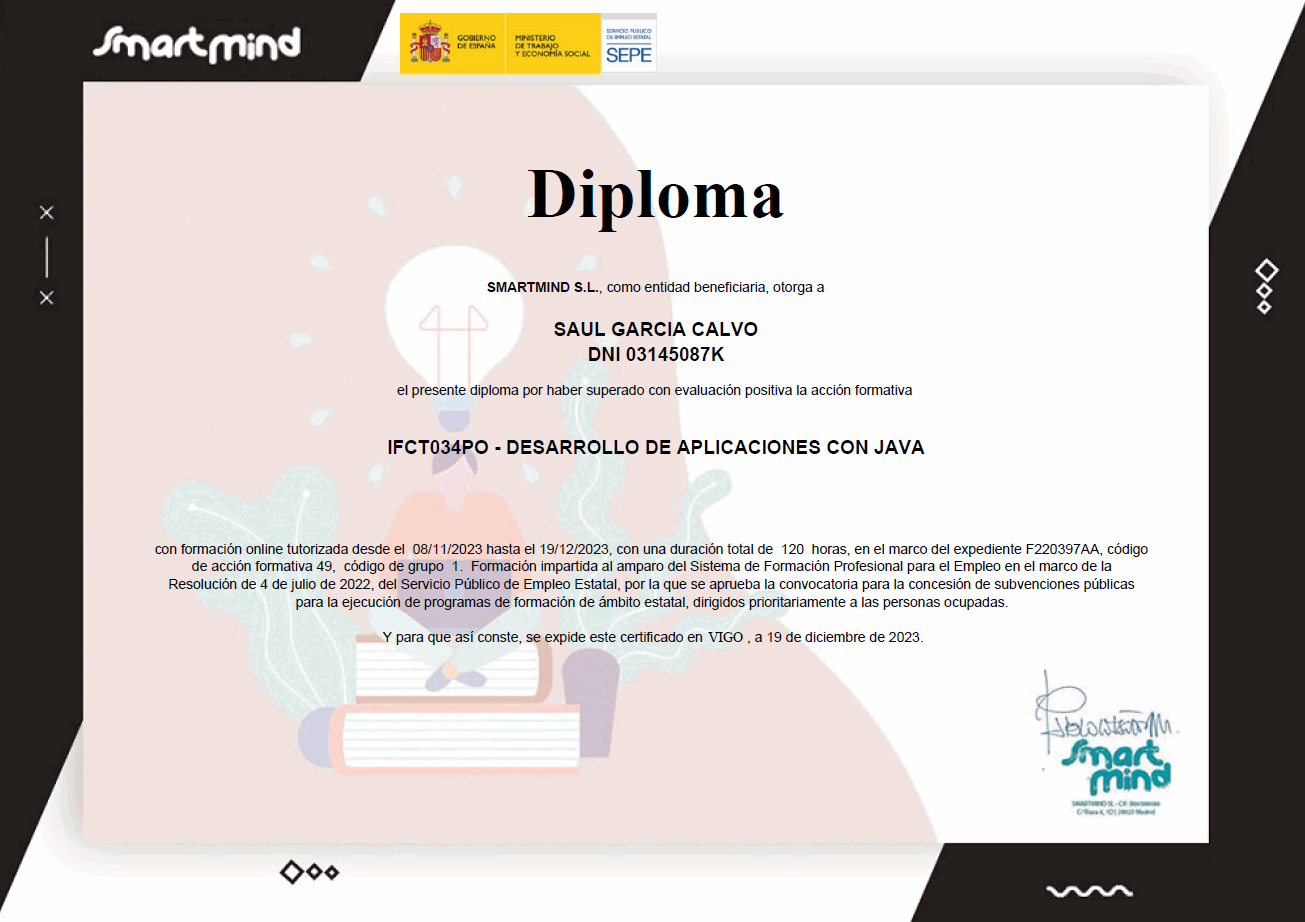 smartmind
GOBIERNO
DE ESPAÑA
MINISTERIO
DE TRABAJO
Y ECONOMÍA SOCIAL
SERVICIO PÚBLICO
DE EMPLEO ESTATAL
SEPE
Diploma
SMARTMIND S.L., como entidad beneficiaria, otorga a
SAUL GARCIA CALVO
DNI 03145087K
el presente diploma por haber superado con evaluación positiva la acción formativa
IFCT034PO - DESARROLLO DE APLICACIONES CON JAVA
con formación online tutorizada desde el 08/11/2023 hasta el 19/12/2023, con una duración total de 120 horas, en el marco del expediente F220397AA, código
de acción formativa 49, código de grupo 1. Formación impartida al amparo del Sistema de Formación Profesional para el Empleo en el marco de la
Resolución de 4 de julio de 2022, del Servicio Público de Empleo Estatal, por la que se aprueba la convocatoria para la concesión de subvenciones públicas
para la ejecución de programas de formación de ámbito estatal, dirigidos prioritariamente a las personas ocupadas.
Y para que así conste, se expide este certificado en VIGO , a 19 de diciembre de 2023.
smart
mind
SMARTMIND SL - CIF:
Madrid